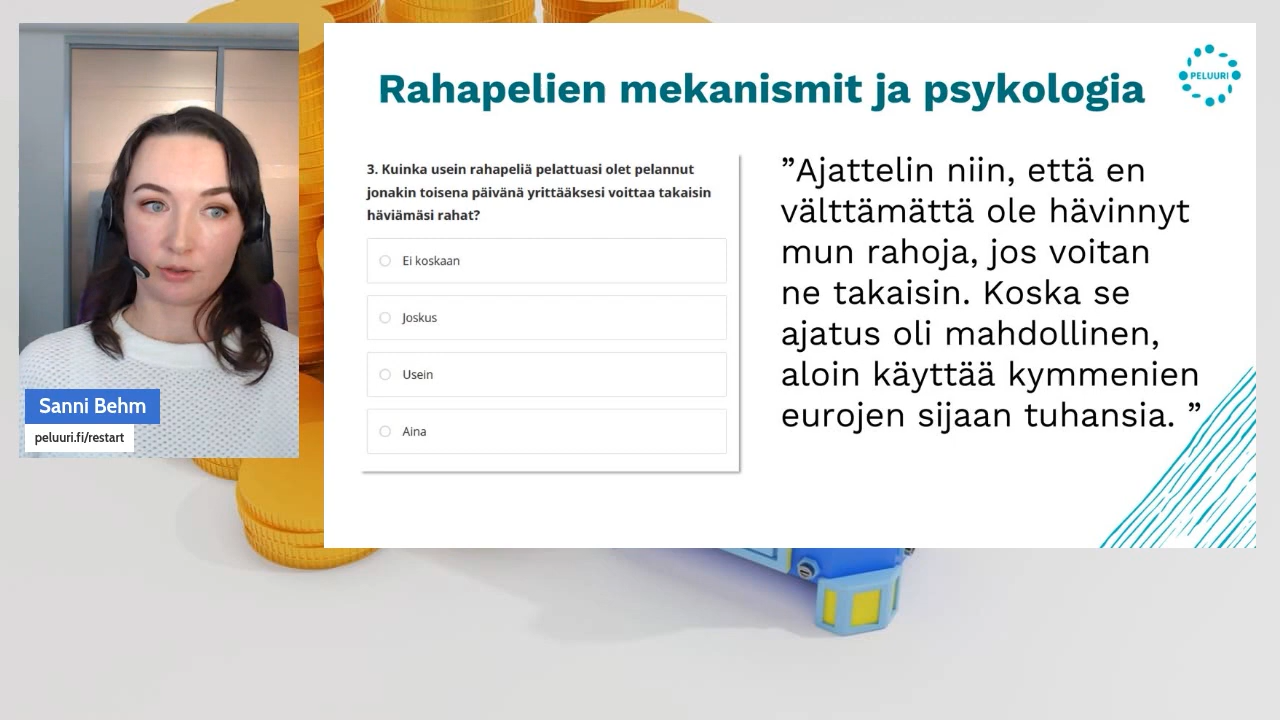 Rahapelien mekanismit ja psykologia
PELUURI
3. Kuinka usein rahapeliä pelattuasi olet pelannut
jonakin toisena päivänä yrittääksesi voittaa takaisin
häviämäsi rahat?
Ei koskaan
Joskus
Usein
Aina
”Ajattelin niin, että en
välttämättä ole hävinnyt
mun rahoja, jos voitan
ne takaisin. Koska se
ajatus oli mahdollinen,
aloin käyttää kymmenien
eurojen sijaan tuhansia. ”
Sanni Behm
peluuri.fi/restart